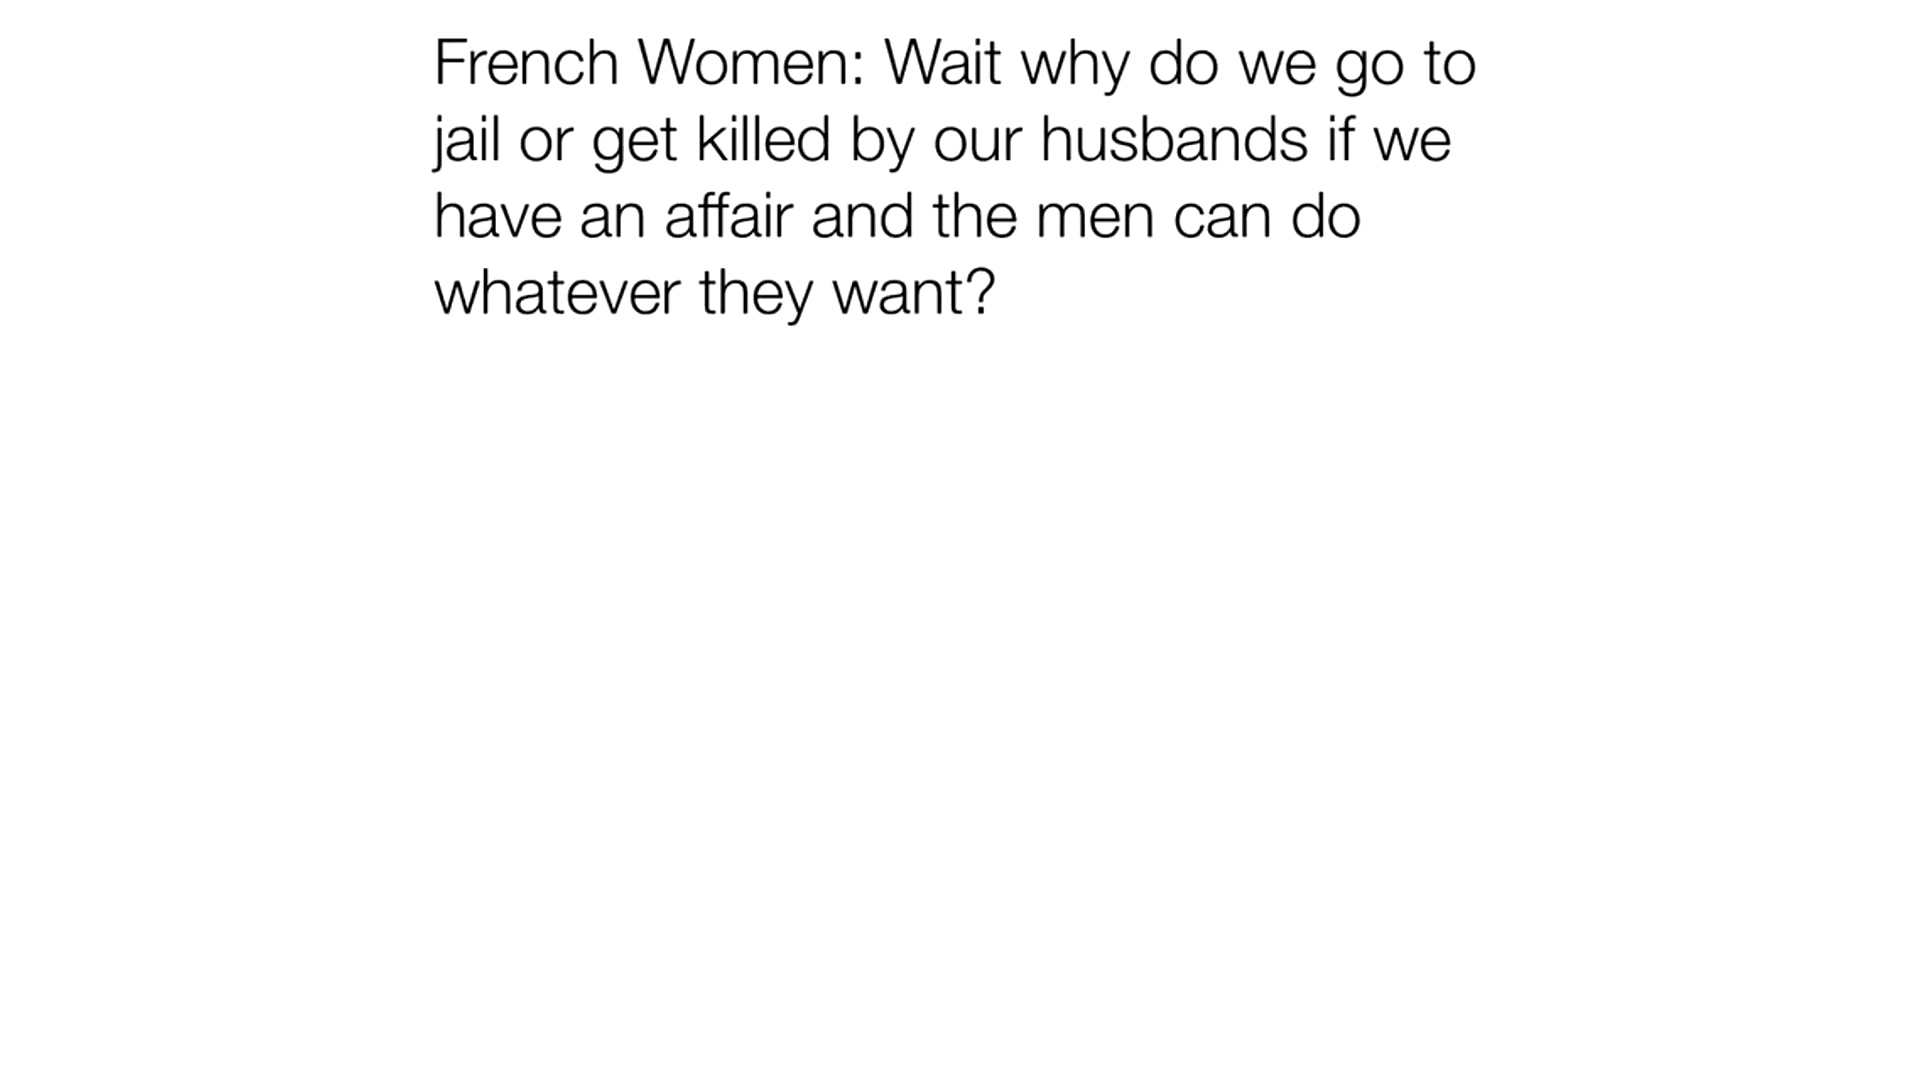 French Women: Wait why do we go to
jail or get killed by our husbands if we
have an affair and the men can do
whatever they want?